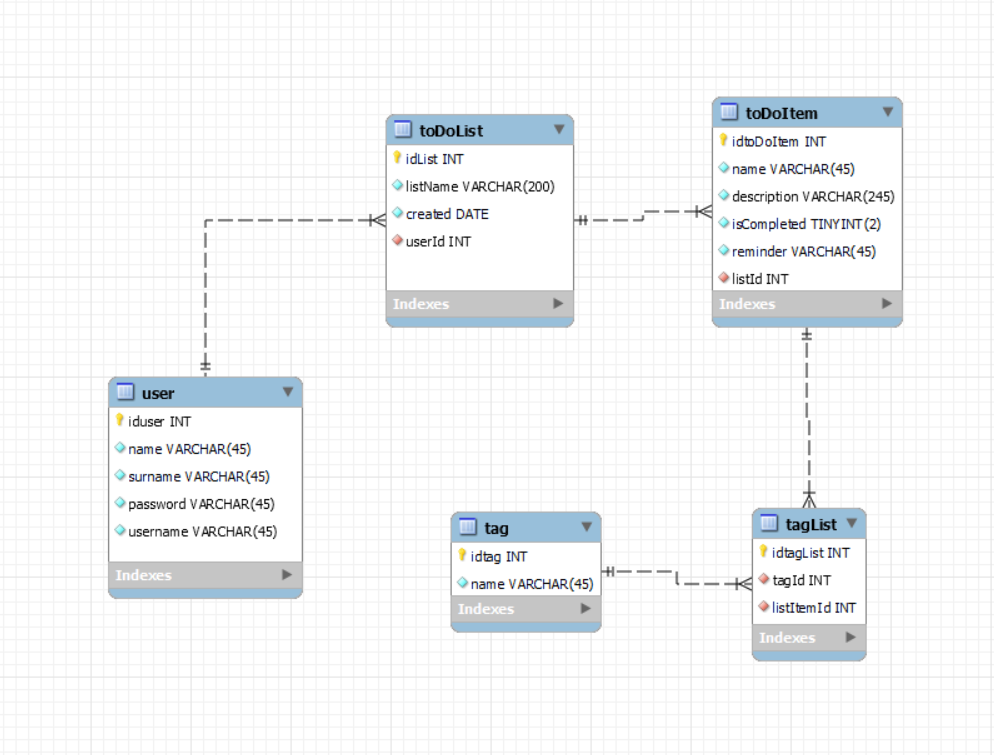 toDoList
idList INT
listName VARCHAR(200)
created DATE
userId INT
Indexes
toDoItem
idtoDoItem INT
name VARCHAR(45)
description VARCHAR(245)
isCompleted TINYINT(2)
reminder VARCHAR(45)
listId INT
Indexes
user
iduser INT
name VARCHAR(45)
surname VARCHAR(45)
password VARCHAR(45)
username VARCHAR(45)
Indexes
tag
idtag INT
name VARCHAR(45)
Indexes
tagList
idtagList INT
tagId INT
listItemId INT
Indexes